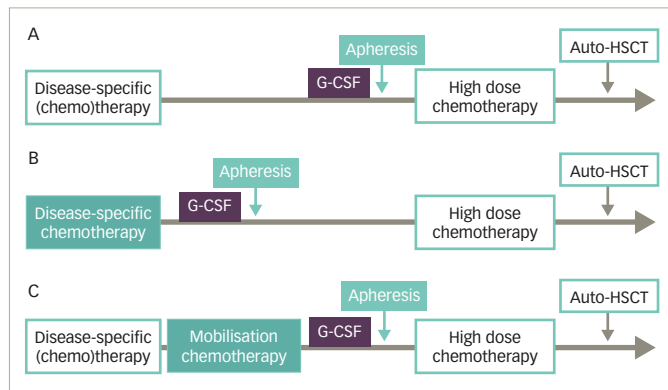 A
Apheresis
Auto-HSCT
G-CSF
Disease-specific
(chemo)therapy
High dose
chemotherapy
B
Apheresis
Auto-HSCT
G-CSF
Disease-specific
chemotherapy
High dose
chemotherapy
C
Apheresis
Auto-HSCT
G-CSF
Disease-specific
(chemo)therapy
Mobilisation
chemotherapy
High dose
chemotherapy